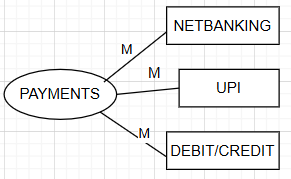 NETBANKING
M
M
UPI
PAYMENTS
M
DEBIT/CREDIT